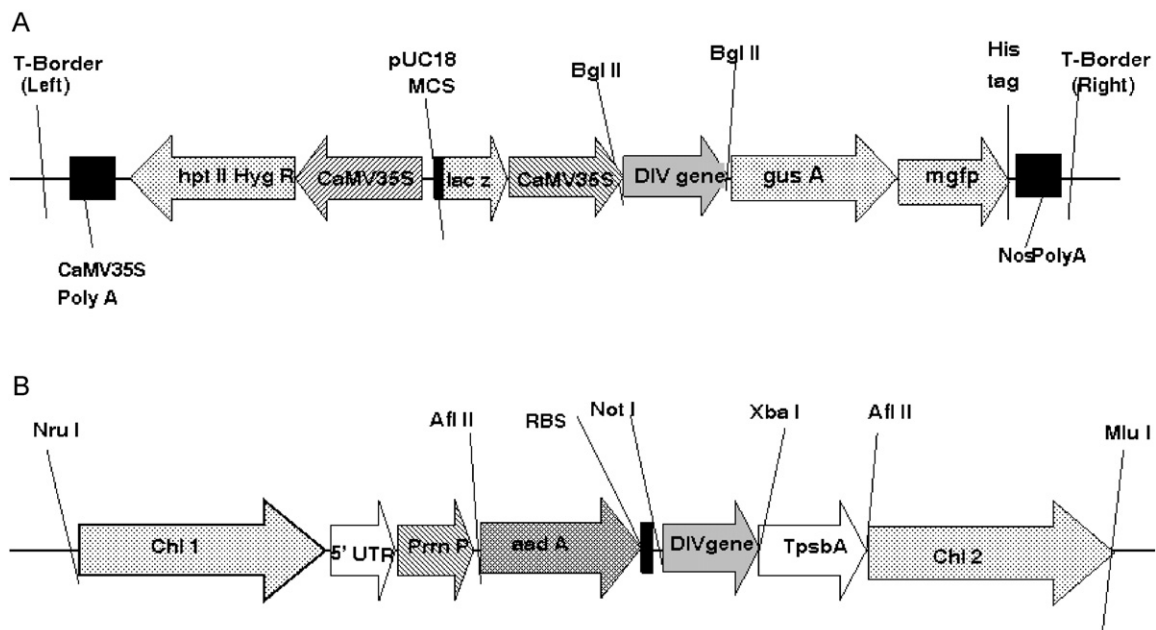 A
T-Border
(Left)
pUC18
MCS
Bgl II
Bgl II
His
tag
T-Border
(Right)
hpt II Hyg R
CaMV35S
lac z
CaMV35S
DIV gene
gus A
mgfp
CaMV35S
Poly A
NosPolyA
B
Nru I
Afl II
RBS
Not I
Xba I
Afl II
Mlu I
Chl 1
5' UTR
Prrn P
aad A
DIVgene
TpsbA
Chl 2